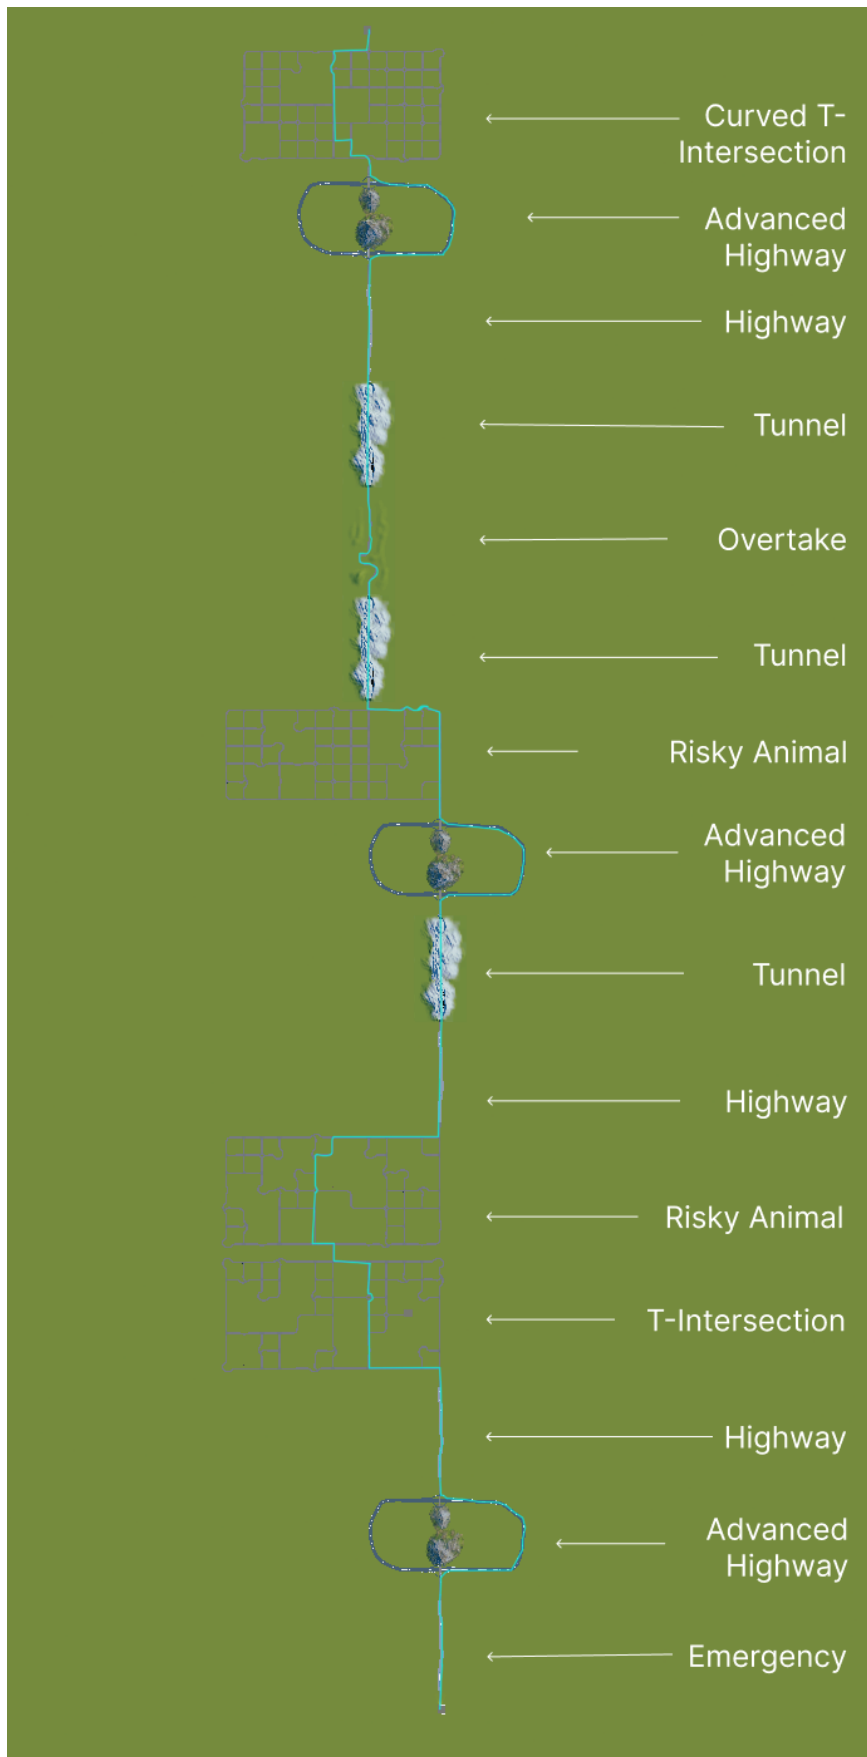 Curved T-
Intersection
Advanced
Highway
Highway
Tunnel
Overtake
Tunnel
Risky Animal
Advanced
Highway
Tunnel
Highway
Risky Animal
T-Intersection
Highway
Advanced
Highway
Emergency